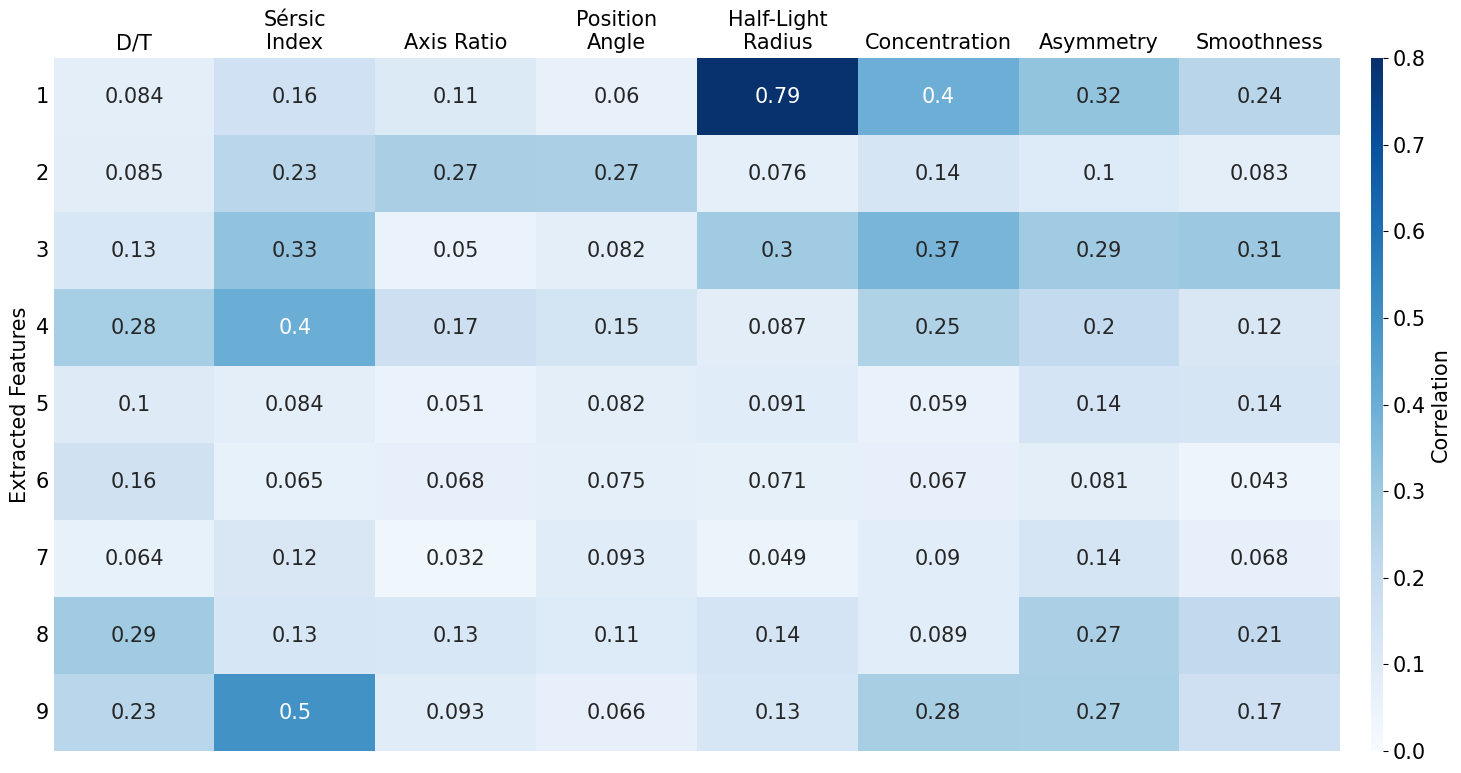 Sérsic
Position
Half-Light
D/T Index Axis Ratio Angle Radius Concentration Asymmetry Smoothness
0.8
1 0.084 0.16 0.11 0.06 0.79 0.4 0.32 0.24
0.7
2 0.085 0.23 0.27 0.27 0.076 0.14 0.1 0.083
0.6
3 0.13 0.33 0.05 0.082 0.3 0.37 0.29 0.31
0.5
4 0.28 0.4 0.17 0.15 0.087 0.25 0.2 0.12
Extracted Features
5 0.1 0.084 0.051 0.082 0.091 0.059 0.14 0.14
0.4
Correlation
6 0.16 0.065 0.068 0.075 0.071 0.067 0.081 0.043
0.3
7 0.064 0.12 0.032 0.093 0.049 0.09 0.14 0.068
0.2
8 0.29 0.13 0.13 0.11 0.14 0.089 0.27 0.21
0.1
9 0.23 0.5 0.093 0.066 0.13 0.28 0.27 0.17
0.0